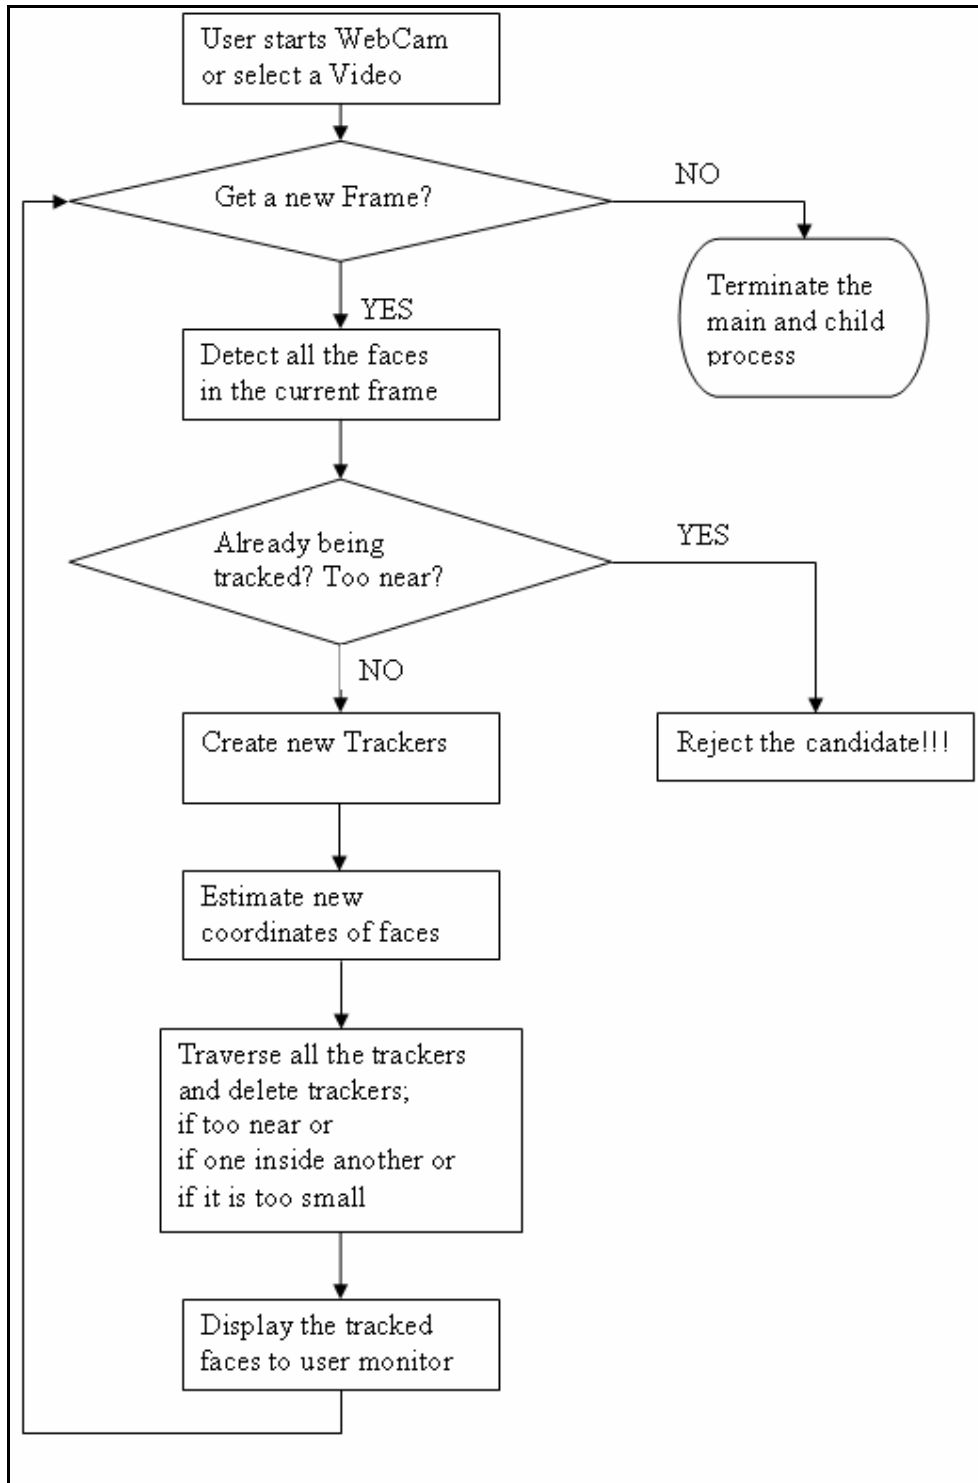 User starts WebCam
or select a Video
Get a new Frame?
NO
Terminate the
main and child
process
YES
Detect all the faces
in the current frame
Already being
tracked? Too near?
YES
Reject the candidate!!!
NO
Create new Trackers
Estimate new
coordinates of faces
Traverse all the trackers
and delete trackers;
if too near or
if one inside another or
if it is too small
Display the tracked
faces to user monitor